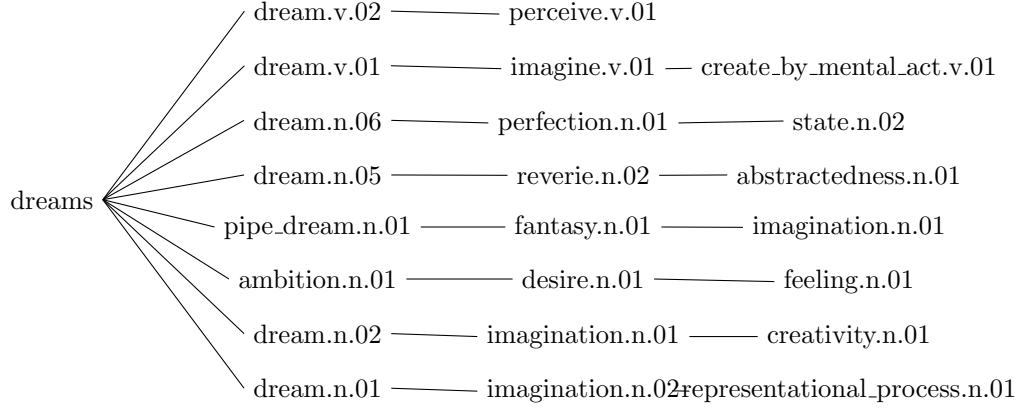 dream.v.02 perceive.v.01
dream.v.01 imagine.v.01 create_by_mental_act.v.01
dream.n.06 perfection.n.01 state.n.02
dream.n.05 reverie.n.02 abstractedness.n.01
dreams
pipe_dream.n.01 fantasy.n.01 imagination.n.01
ambition.n.01 desire.n.01 feeling.n.01
dream.n.02 imagination.n.01 creativity.n.01
dream.n.01 imagination.n.02 representational_process.n.01